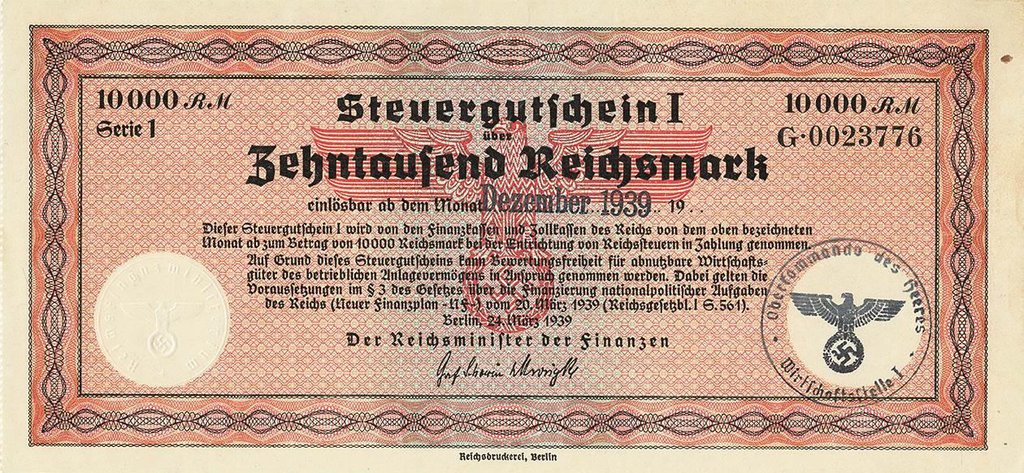 10000 RM
Steuergutschein I
10000 RM
Serie 1
über
G·0023776
Zehntausend Reichsmark
einlösbar ab dem Monat Dezember 1939 .. 19 ..
Dieser Steuergutschein I wird von den Finanzkassen und Zollkassen des Reichs von dem oben bezeichneten
Monat ab zum Betrag von 10000 Reichsmark bei der Entrichtung von Reichssteuern in Zahlung genommen.
Auf Grund dieses Steuergutscheins kann Bewertungsfreiheit für abnutzbare Wirtschafts-
güter des betrieblichen Anlagevermögens in Anspruch genommen werden. Dabei gelten die
Voraussetzungen im § 3 des Gesetzes über die Finanzierung nationalpolitischer Aufgaben
des Reichs (Neuer Finanzplan -NF-) vom 20. März 1939 (Reichsgesetzbl. I S. 561).
Berlin, 24. März 1939
Der Reichsminister der Finanzen
Oberkommando des Heeres
Wirtschaftsstelle I
Reichsdruckerei, Berlin